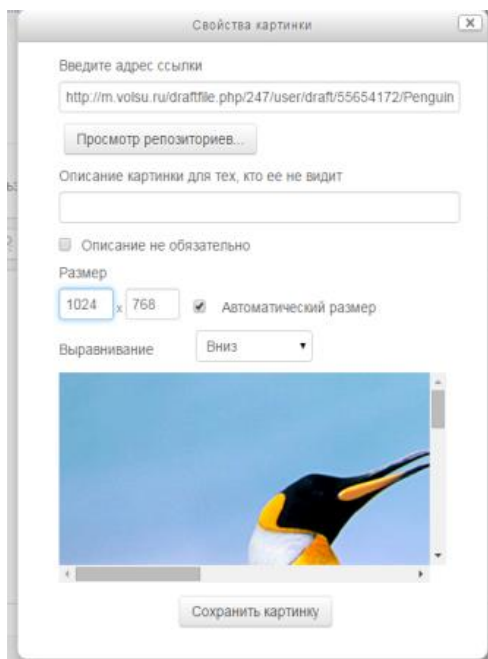 Свойства картинки
Введите адрес ссылки
http://m.volsu.ru/draftfile.php/247/user/draft/55654172/Penguin
Просмотр репозиториев...
Описание картинки для тех, кто ее не видит
Описание не обязательно
Размер
1024 x 768 Автоматический размер
Выравнивание Вниз
Сохранить картинку